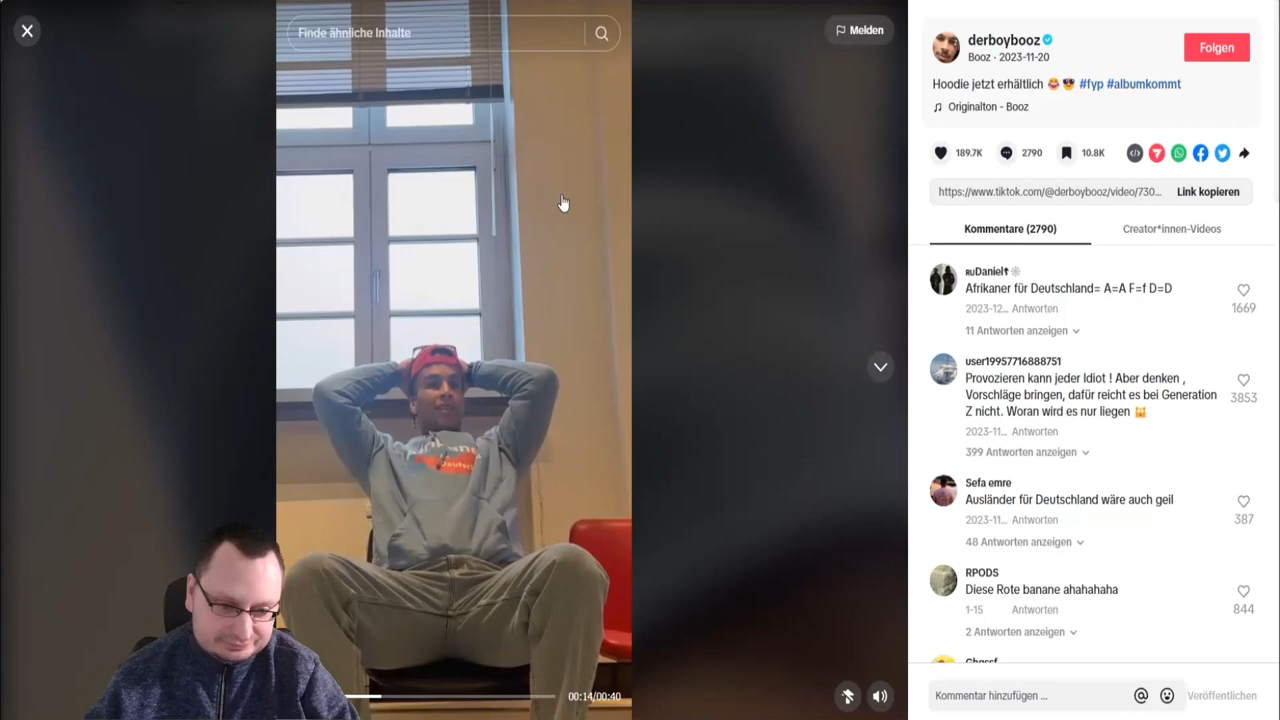 Finde ähnliche Inhalte
Melden
derboybooz
Booz · 2023-11-20
Folgen
Hoodie jetzt erhältlich 😂 😎 #fyp #albumkommt
Originalton - Booz
189.7K
2790
10.8K
https://www.tiktok.com/@derboybooz/video/730...
Link kopieren
Kommentare (2790)
Creator*innen-Videos
🇷🇺Daniel☦️
Afrikaner für Deutschland= A=A F=f D=D
2023-12... Antworten
1669
11 Antworten anzeigen
user19957716888751
Provozieren kann jeder Idiot ! Aber denken ,
Vorschläge bringen, dafür reicht es bei Generation
Z nicht. Woran wird es nur liegen
3853
2023-11... Antworten
399 Antworten anzeigen
Sefa emre
Ausländer für Deutschland wäre auch geil
387
2023-11... Antworten
48 Antworten anzeigen
RPODS
Diese Rote banane ahahahaha
844
1-15 Antworten
2 Antworten anzeigen
00:14/00:40
Kommentar hinzufügen ...
Veröffentlichen